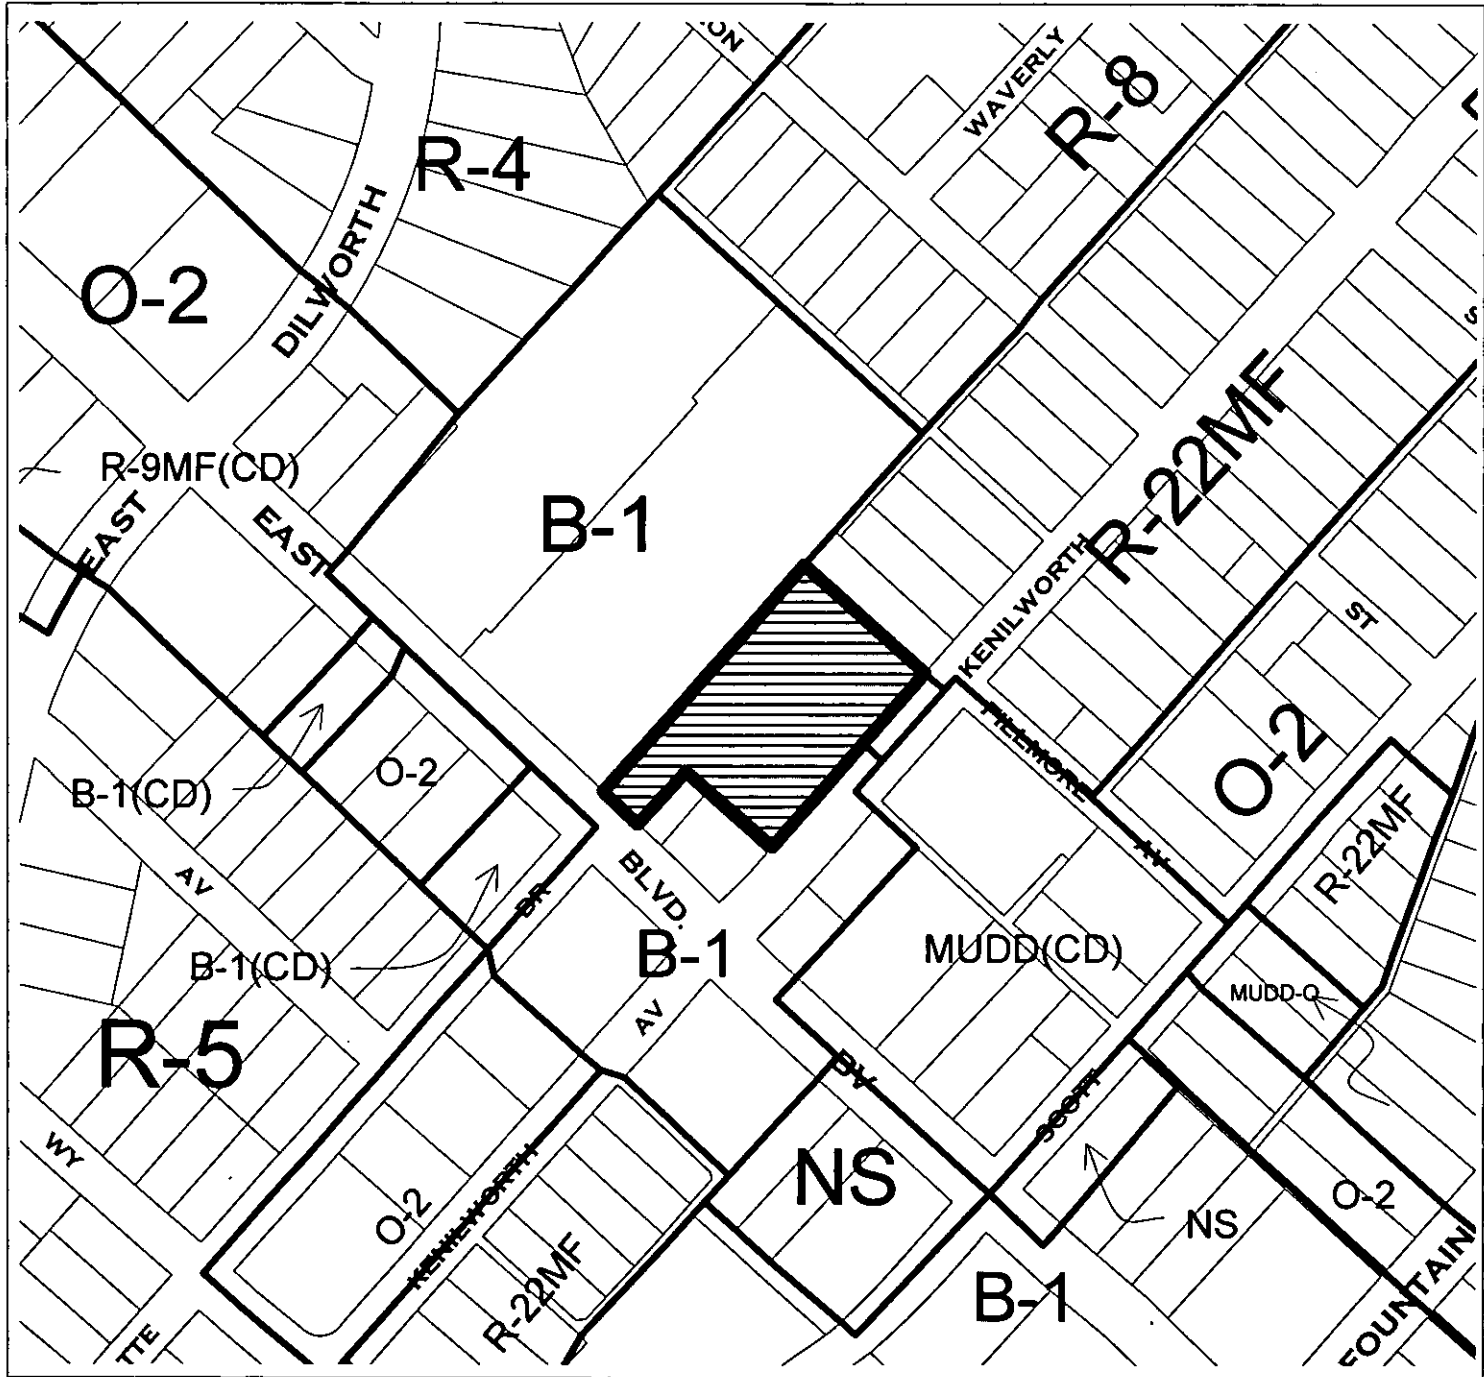 WAVERLY
R-8
R-4
DILWORTH
O-2
R-22MF
R-9MF(CD)
EAST
EAST
B-1
KENILWORTH
ST
FILLMORE
AV
O-2
O-2
B-1(CD)
R-22MF
AV
BLVD.
DR
B-1
B-1(CD)
MUDD(CD)
MUDD-O
AV
R-5
BV
SCOTT
WY
NS
NS
O-2
O-2
KENILWORTH
R-22MF
B-1
FOUNTAIN
TTE